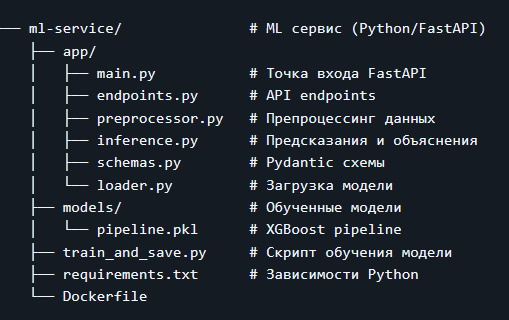 ── ml-service/                # ML сервис (Python/FastAPI)
    ├── app/
    │   ├── main.py           # Точка входа FastAPI
    │   ├── endpoints.py      # API endpoints
    │   ├── preprocessor.py   # Препроцессинг данных
    │   ├── inference.py      # Предсказания и объяснения
    │   ├── schemas.py        # Pydantic схемы
    │   └── loader.py         # Загрузка модели
    ├── models/               # Обученные модели
    │   └── pipeline.pkl      # XGBoost pipeline
    ├── train_and_save.py     # Скрипт обучения модели
    ├── requirements.txt      # Зависимости Python
    └── Dockerfile